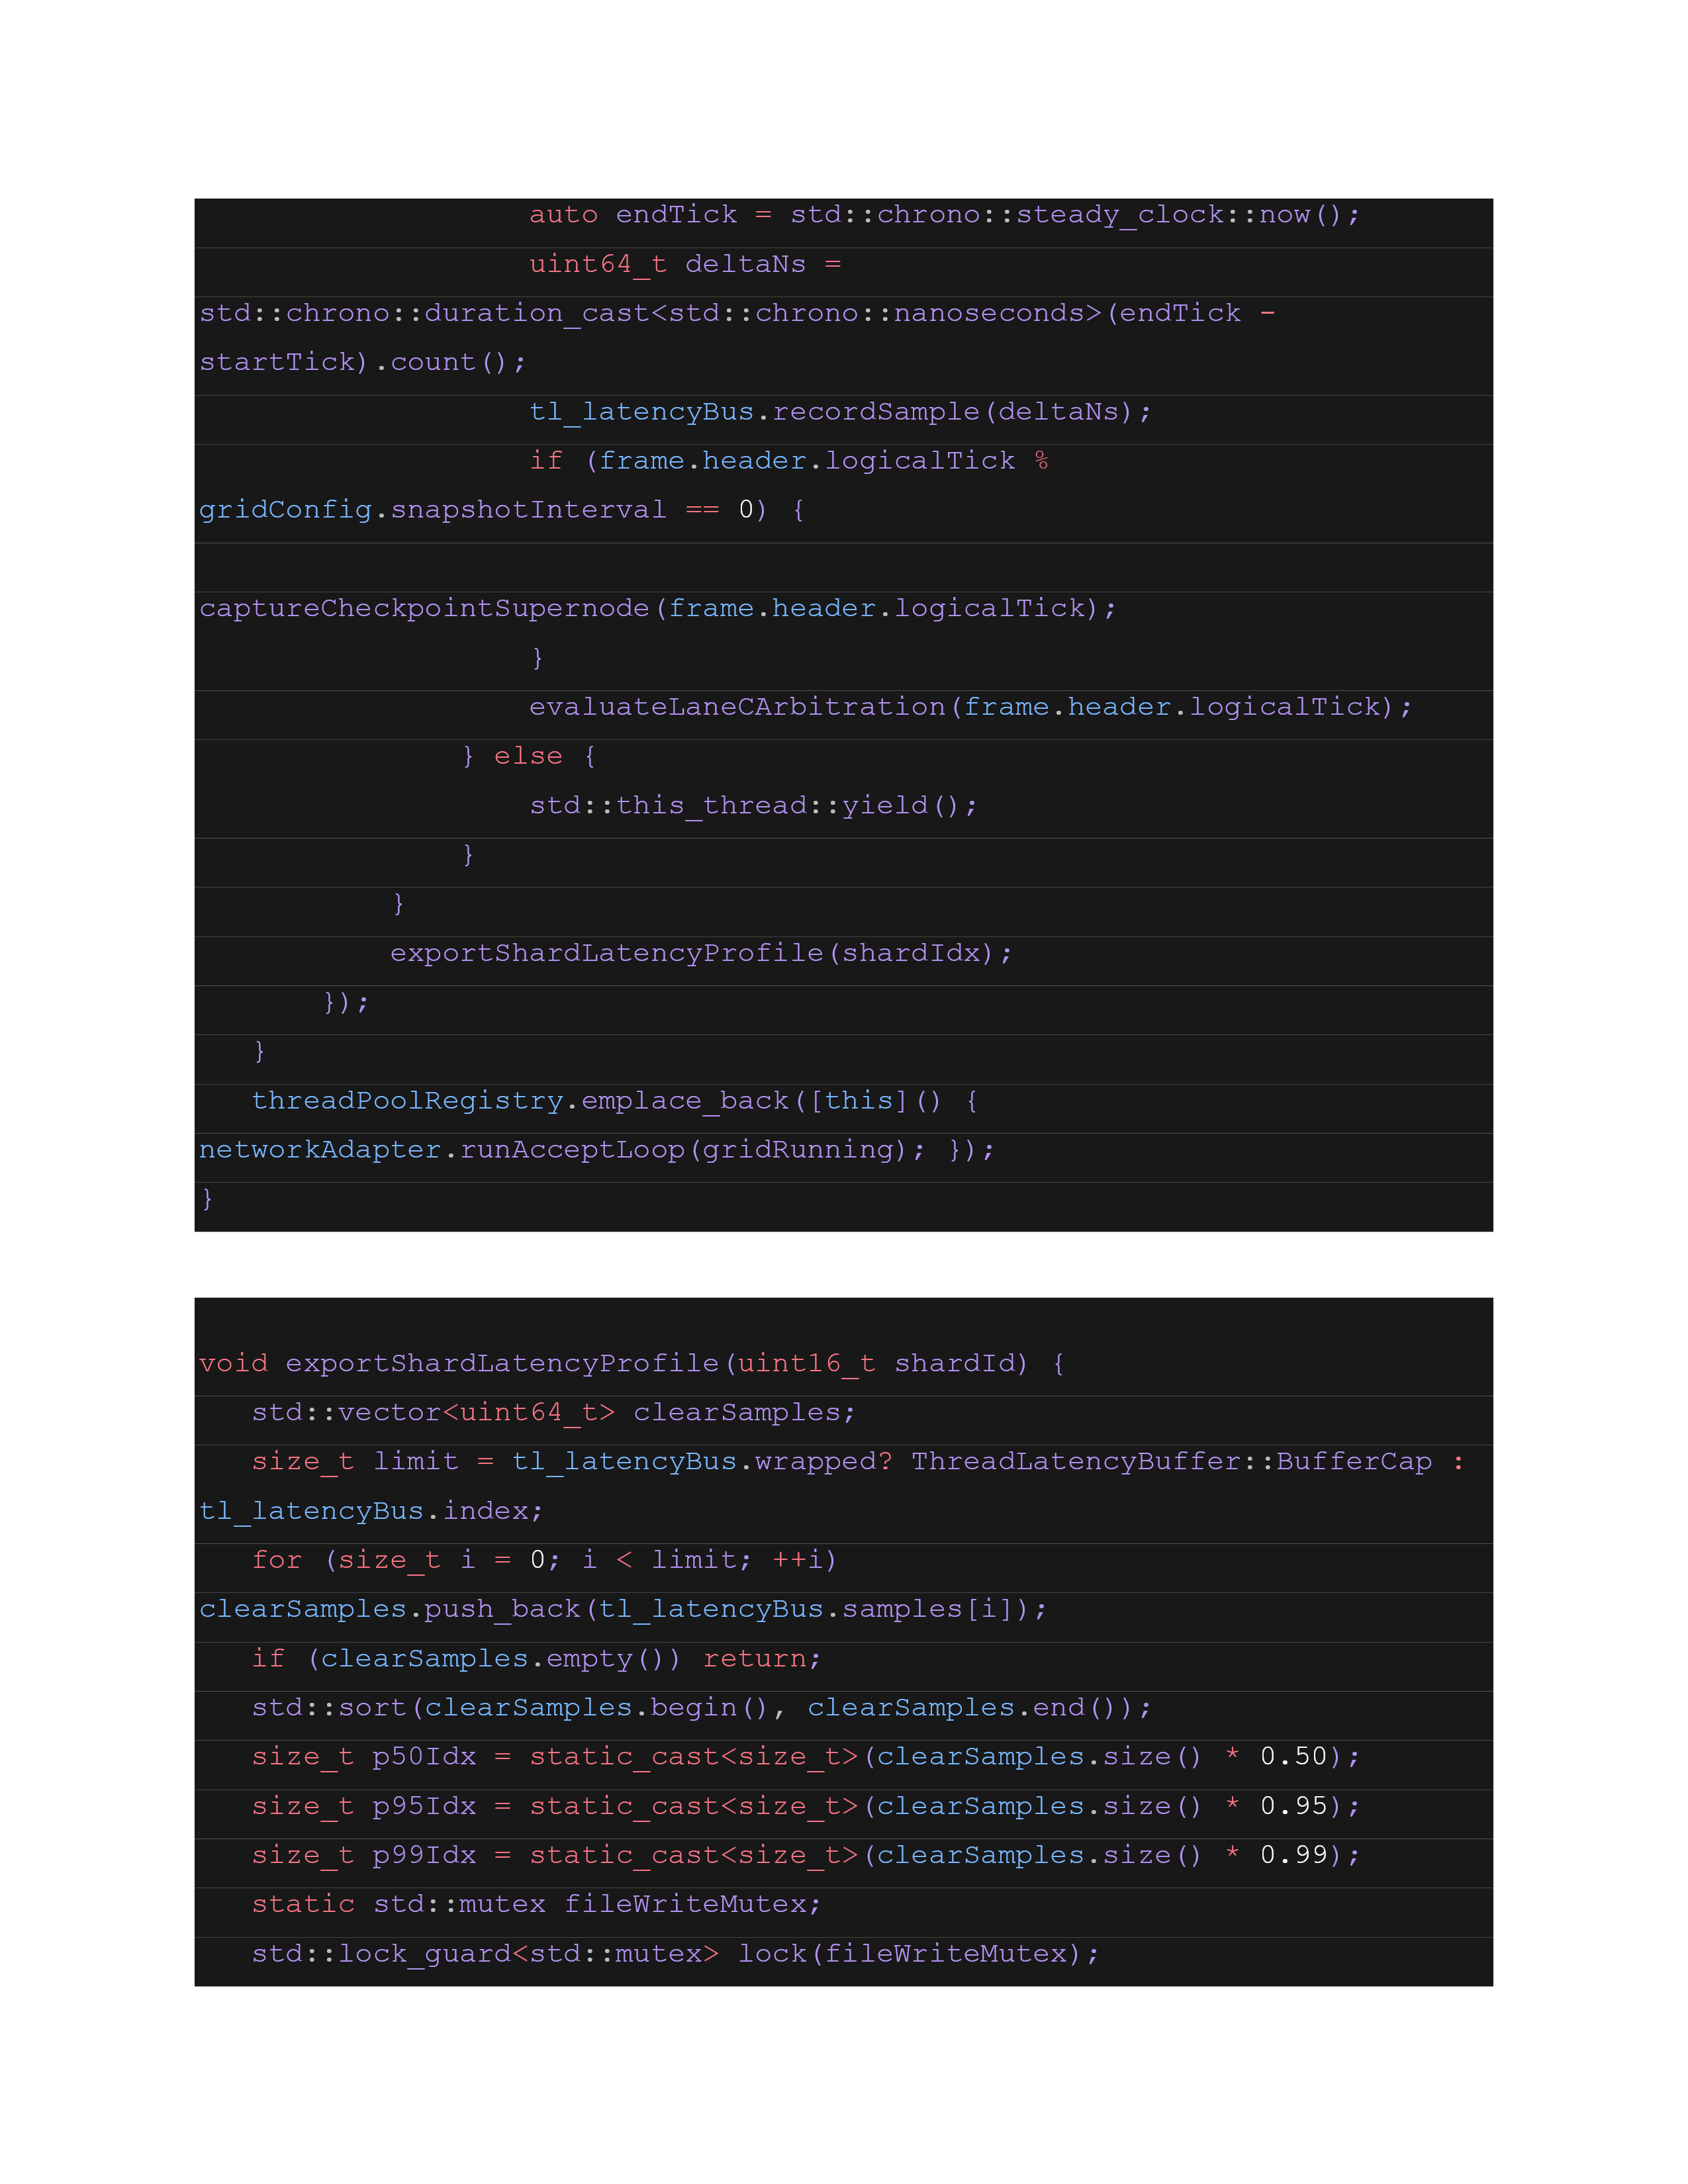 auto endTick = std::chrono::steady_clock::now();
uint64_t deltaNs =
std::chrono::duration_cast<std::chrono::nanoseconds>(endTick -
startTick).count();
tl_latencyBus.recordSample(deltaNs);
if (frame.header.logicalTick %
gridConfig.snapshotInterval == 0) {
captureCheckpointSupernode(frame.header.logicalTick);
}
evaluateLaneCArbitration(frame.header.logicalTick);
} else {
std::this_thread::yield();
}
}
exportShardLatencyProfile(shardIdx);
});
}
threadPoolRegistry.emplace_back([this]() {
networkAdapter.runAcceptLoop(gridRunning); });
}
void exportShardLatencyProfile(uint16_t shardId) {
std::vector<uint64_t> clearSamples;
size_t limit = tl_latencyBus.wrapped? ThreadLatencyBuffer::BufferCap :
tl_latencyBus.index;
for (size_t i = 0; i < limit; ++i)
clearSamples.push_back(tl_latencyBus.samples[i]);
if (clearSamples.empty()) return;
std::sort(clearSamples.begin(), clearSamples.end());
size_t p50Idx = static_cast<size_t>(clearSamples.size() * 0.50);
size_t p95Idx = static_cast<size_t>(clearSamples.size() * 0.95);
size_t p99Idx = static_cast<size_t>(clearSamples.size() * 0.99);
static std::mutex fileWriteMutex;
std::lock_guard<std::mutex> lock(fileWriteMutex);